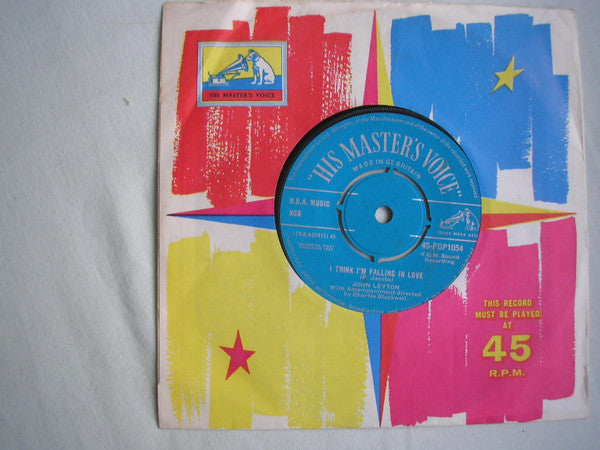 HIS MASTER'S VOICE
"HIS MASTER'S VOICE"
MADE IN GT. BRITAIN
R.S.A. MUSIC
NCB
45-POP1054
R.G.M. Sound
Recording
I THINK I'M FALLING IN LOVE
JOHN LEYTON
With Accompaniment directed
by Charles Blackwell
THIS RECORD
MUST BE PLAYED
AT
45
R.P.M.